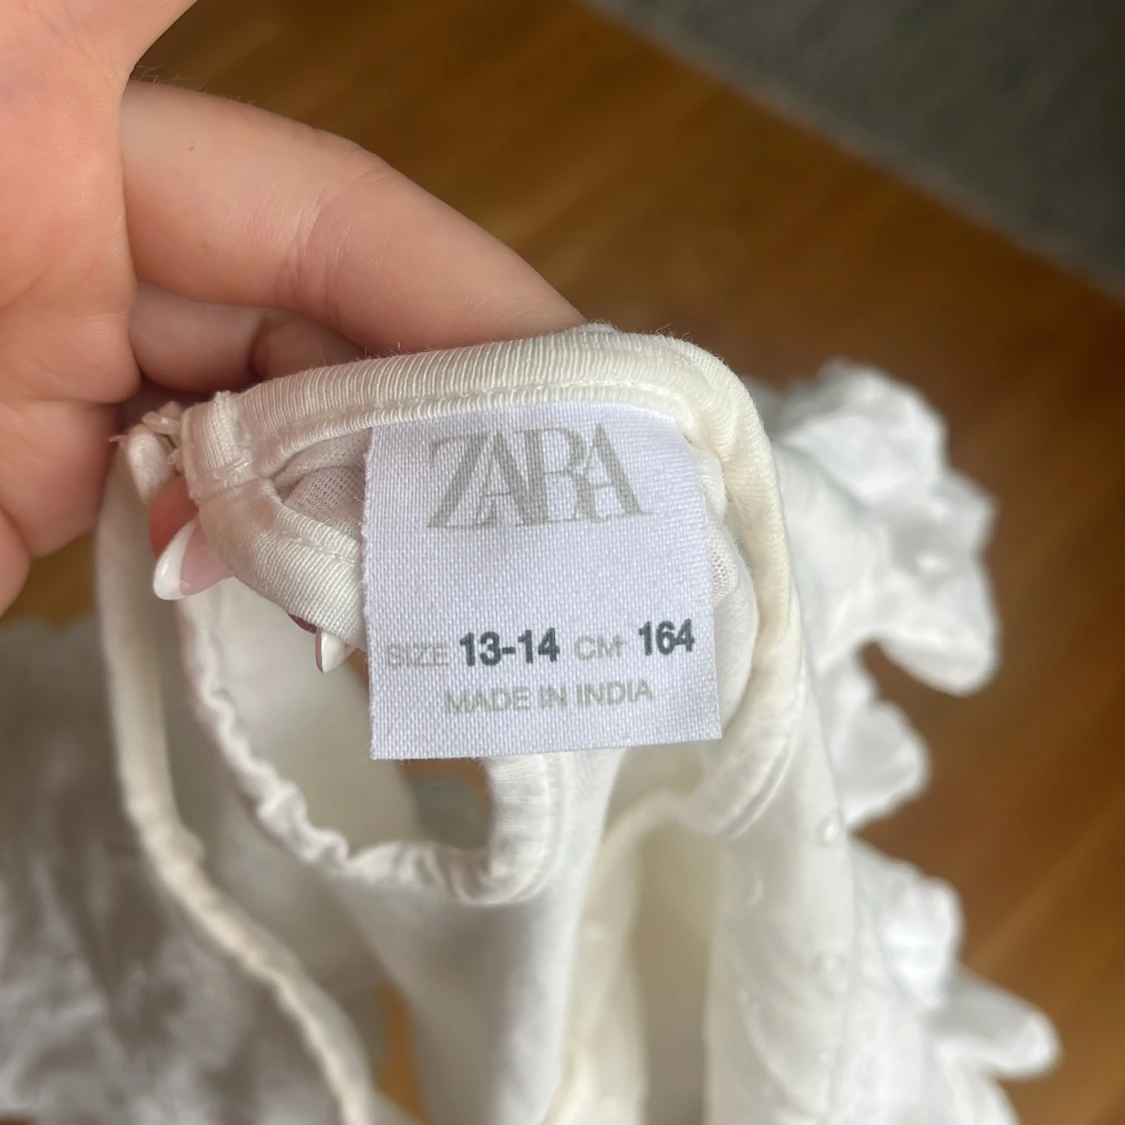 ZARA
SIZE 13-14 CM 164
MADE IN INDIA